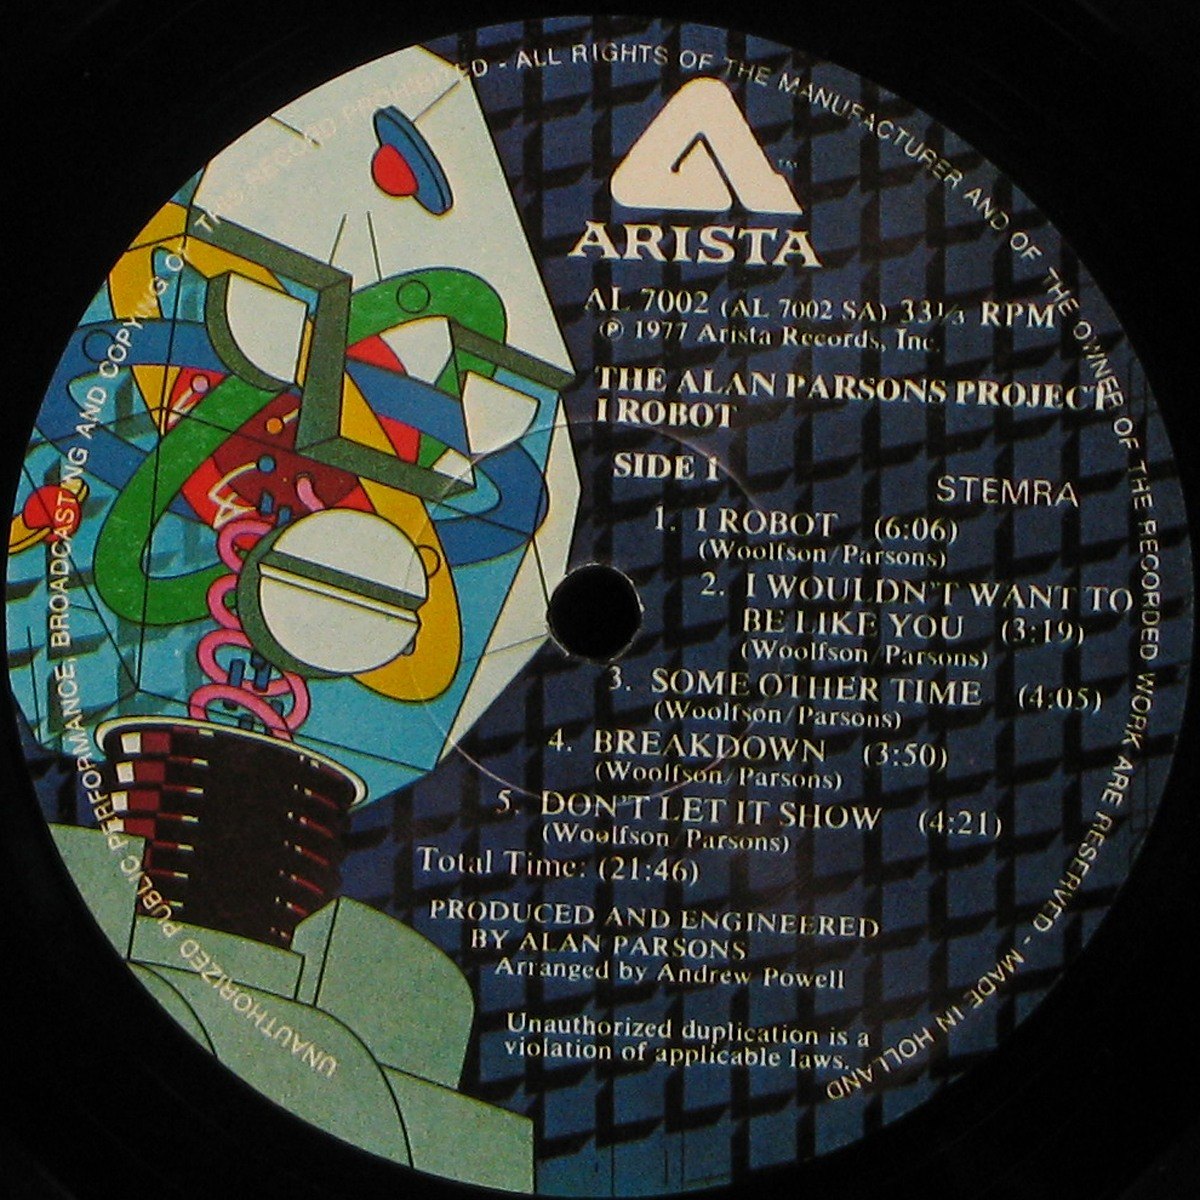 UNAUTHORIZED PUBLIC PERFORMANCE, BROADCASTING AND COPYING OF THIS RECORD PROHIBITED - ALL RIGHTS OF THE MANUFACTURER AND OF THE OWNER OF THE RECORDED WORK ARE RESERVED - MADE IN HOLLAND
ARISTA
AL 7002 (AL 7002 SA) 33⅓ RPM
℗ 1977 Arista Records, Inc.
THE ALAN PARSONS PROJECT
I ROBOT
SIDE 1
STEMRA
1. I ROBOT (6:06)
(Woolfson/Parsons)
2. I WOULDN'T WANT TO
BE LIKE YOU (3:19)
(Woolfson/Parsons)
3. SOME OTHER TIME (4:05)
(Woolfson/Parsons)
4. BREAKDOWN (3:50)
(Woolfson/Parsons)
5. DON'T LET IT SHOW (4:21)
(Woolfson/Parsons)
Total Time: (21:46)
PRODUCED AND ENGINEERED
BY ALAN PARSONS
Arranged by Andrew Powell
Unauthorized duplication is a
violation of applicable laws.